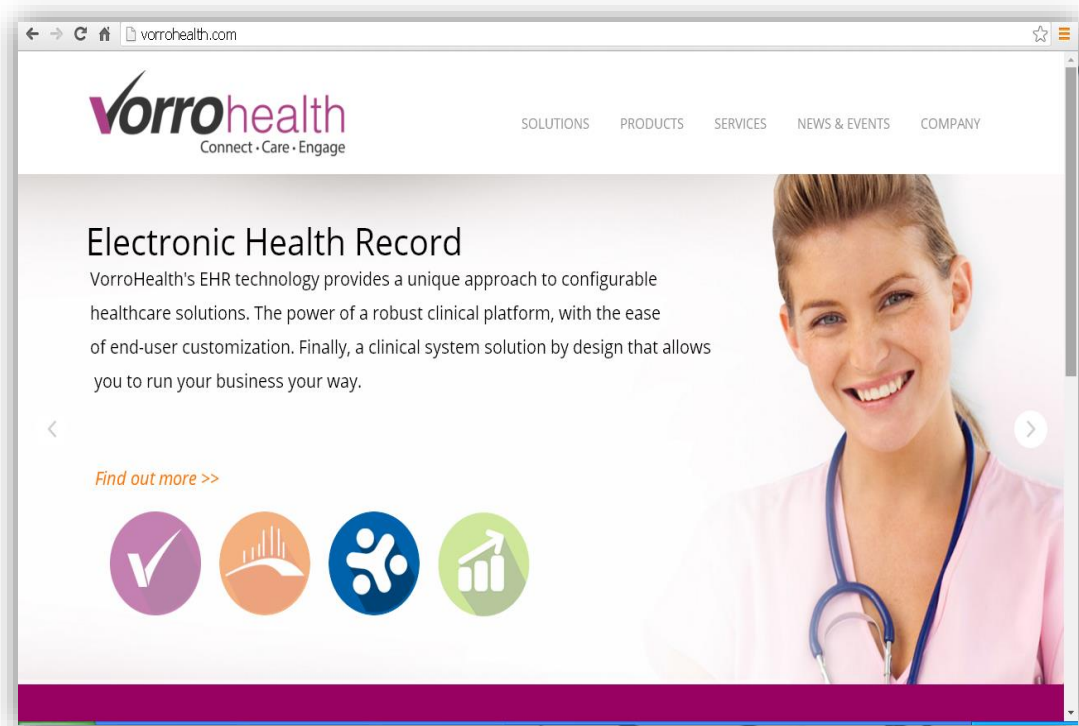 vorrohealth.com
Vorrohealth
Connect · Care · Engage
SOLUTIONS PRODUCTS SERVICES NEWS & EVENTS COMPANY
Electronic Health Record
VorroHealth's EHR technology provides a unique approach to configurable
healthcare solutions. The power of a robust clinical platform, with the ease
of end-user customization. Finally, a clinical system solution by design that allows
you to run your business your way.
Find out more >>